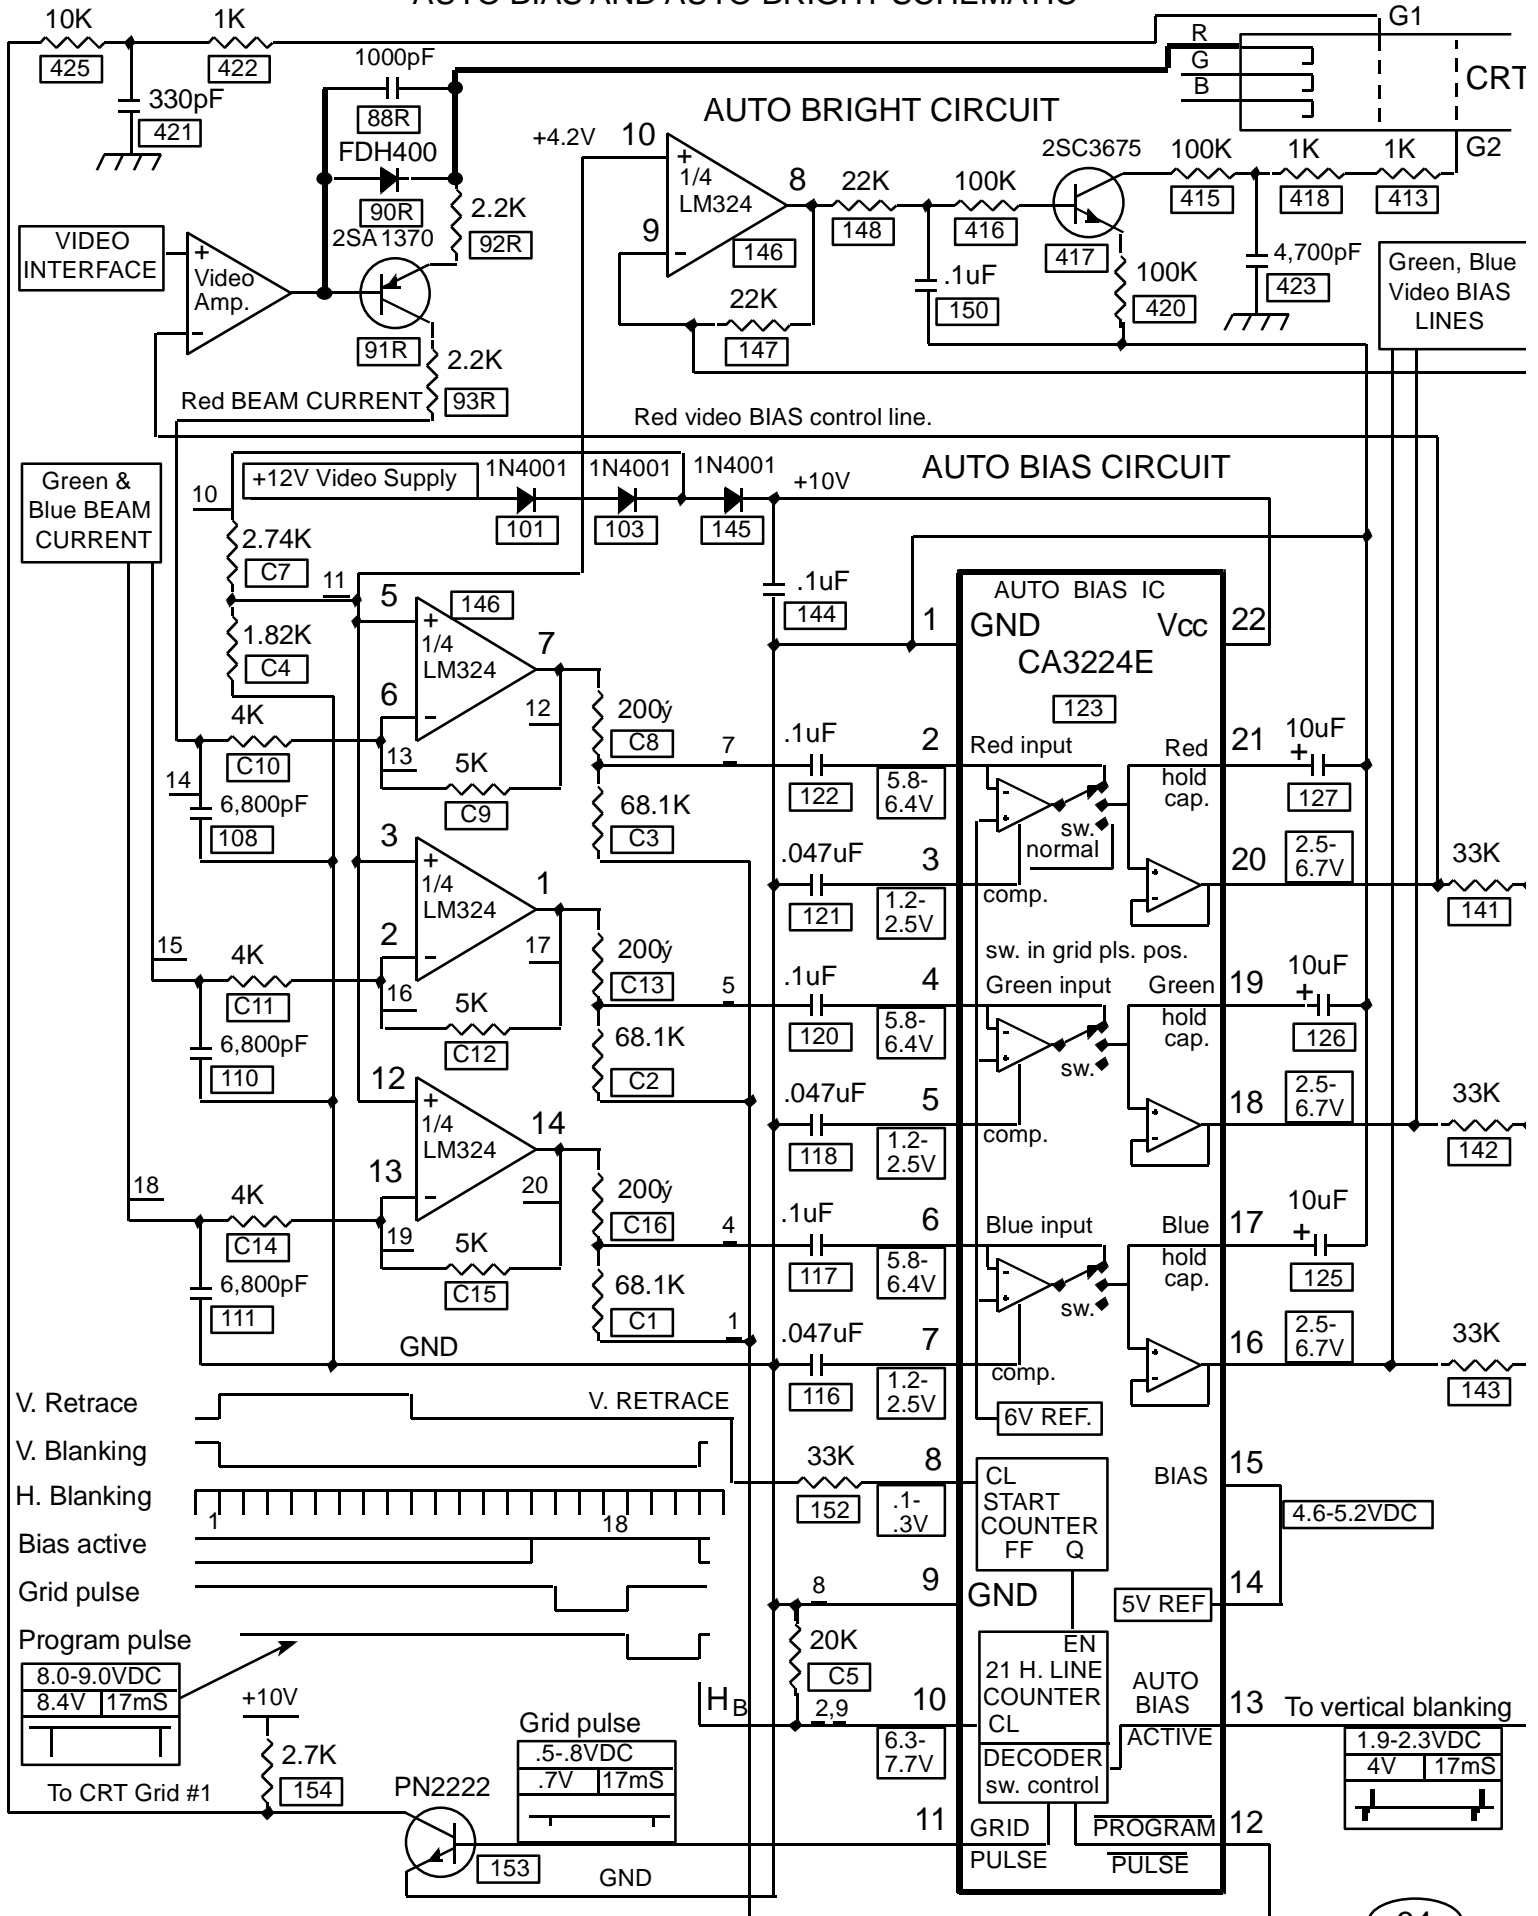 10K
425
1K
422
330pF
421
1000pF
88R
FDH400
90R
2SA1370
2.2K
92R
VIDEO
INTERFACE
+
Video
Amp.
-
91R
2.2K
93R
Red BEAM CURRENT
AUTO BRIGHT CIRCUIT
+4.2V
10
+
1/4
LM324
9
-
8
146
22K
147
22K
148
100K
416
.1uF
150
2SC3675
417
100K
420
100K
415
1K
418
1K
413
4,700pF
423
R
G
B
G1
CRT
G2
Green, Blue
Video BIAS
LINES
Red video BIAS control line.
AUTO BIAS CIRCUIT
Green &
Blue BEAM
CURRENT
10
+12V Video Supply
1N4001
101
1N4001
103
1N4001
145
+10V
2.74K
C7
11
1.82K
C4
.1uF
144
5
+
1/4
LM324
146
7
6
-
12
13
4K
C10
14
6,800pF
108
5K
C9
200ý
C8
7
68.1K
C3
3
+
1/4
LM324
1
2
-
17
15
16
4K
C11
6,800pF
110
5K
C12
200ý
C13
5
68.1K
C2
12
+
1/4
LM324
14
13
-
20
18
19
4K
C14
6,800pF
111
5K
C15
200ý
C16
4
68.1K
C1
1
GND
AUTO BIAS IC
1
GND
Vcc
22
CA3224E
123
.1uF
122
2
5.8-
6.4V
Red input
sw.
normal
Red
hold
cap.
21
10uF
+
127
.047uF
121
3
1.2-
2.5V
comp.
20
2.5-
6.7V
33K
141
sw. in grid pls. pos.
.1uF
120
4
5.8-
6.4V
Green input
sw.
Green
hold
cap.
19
10uF
+
126
.047uF
118
5
1.2-
2.5V
comp.
18
2.5-
6.7V
33K
142
.1uF
117
6
5.8-
6.4V
Blue input
sw.
Blue
hold
cap.
17
10uF
+
125
.047uF
116
7
1.2-
2.5V
comp.
16
2.5-
6.7V
33K
143
6V REF.
V. Retrace
V. RETRACE
V. Blanking
H. Blanking
1
18
Bias active
Grid pulse
Program pulse
8.0-9.0VDC
8.4V 17mS
33K
152
8
.1-
.3V
CL
START
COUNTER
FF Q
BIAS
15
4.6-5.2VDC
9
GND
8
5V REF
14
20K
C5
HB
2,9
10
6.3-
7.7V
EN
21 H. LINE
COUNTER
CL
DECODER
sw. control
AUTO
BIAS
ACTIVE
13
To vertical blanking
1.9-2.3VDC
4V 17mS
+10V
2.7K
154
To CRT Grid #1
PN2222
153
Grid pulse
.5-.8VDC
.7V 17mS
GND
11
GRID
PULSE
PROGRAM
PULSE
12